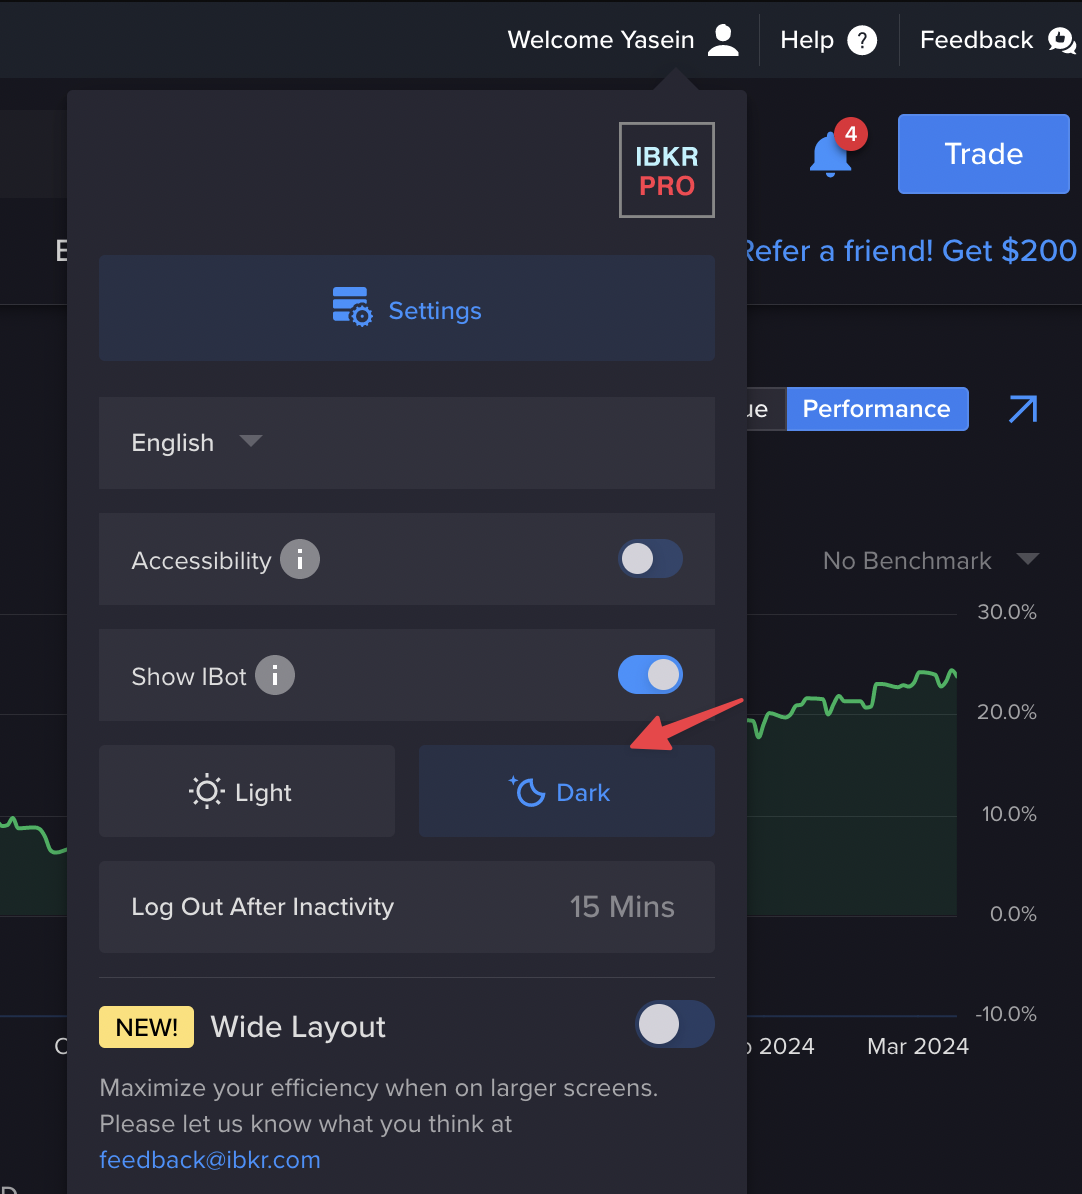 Welcome Yasein
Help ?
Feedback
IBKR
PRO
4
Trade
Refer a friend! Get $200
Settings
Performance
English
Accessibility i
No Benchmark
30.0%
Show IBot i
20.0%
Light
Dark
10.0%
Log Out After Inactivity 15 Mins
0.0%
NEW! Wide Layout
-10.0%
2024 Mar 2024
Maximize your efficiency when on larger screens.
Please let us know what you think at
feedback@ibkr.com